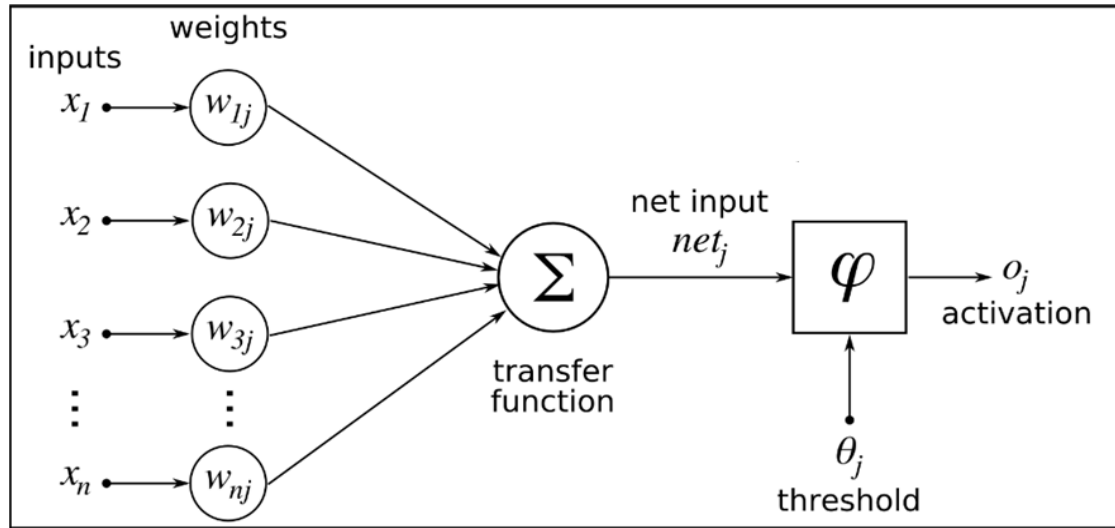 weights
inputs
x₁
w₁ⱼ
x₂
w₂ⱼ
x₃
w₃ⱼ
⋮
⋮
xₙ
wₙⱼ
Σ
transfer
function
net input
netⱼ
φ
oⱼ
activation
θⱼ
threshold